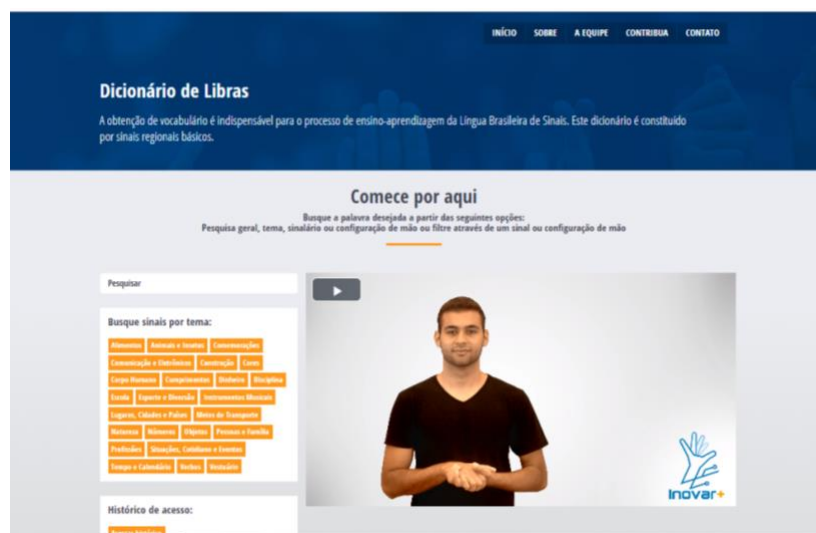 INÍCIO SOBRE A EQUIPE CONTRIBUA CONTATO
Dicionário de Libras
A obtenção de vocabulário é indispensável para o processo de ensino-aprendizagem da Língua Brasileira de Sinais. Este dicionário é constituído
por sinais regionais básicos.
Comece por aqui
Busque a palavra desejada a partir das seguintes opções:
Pesquisa geral, tema, sinalário ou configuração de mão ou filtre através de um sinal ou configuração de mão
Pesquisar
Busque sinais por tema:
Alimentos Animais e Insetos Comemorações
Comunicação e Eletrônicos Construção Cores
Corpo Humano Cumprimentos Dinheiro Disciplina
Escola Esporte e Diversão Instrumentos Musicais
Lugares, Cidades e Países Meios de Transporte
Natureza Números Objetos Pessoas e Família
Profissões Situações, Cotidiano e Eventos
Tempo e Calendário Verbos Vestuário
Inovar+
Histórico de acesso: